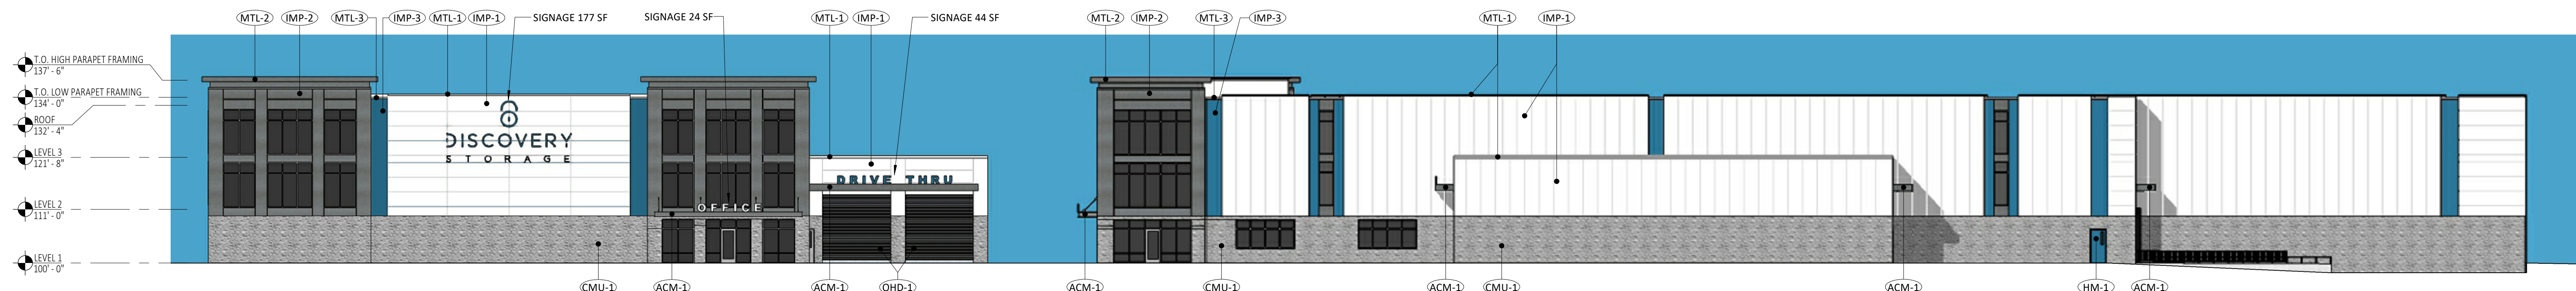 MTL-2 IMP-2 MTL-3 IMP-3 MTL-1 IMP-1 SIGNAGE 177 SF SIGNAGE 24 SF MTL-1 IMP-1 SIGNAGE 44 SF MTL-2 IMP-2 MTL-3 IMP-3 MTL-1 IMP-1
T.O. HIGH PARAPET FRAMING
137' - 6"
T.O. LOW PARAPET FRAMING
134' - 0"
ROOF
132' - 4"
LEVEL 3
121' - 8"
LEVEL 2
111' - 0"
LEVEL 1
100' - 0"
DISCOVERY
STORAGE
OFFICE
DRIVE THRU
CMU-1 ACM-1 ACM-1 OHD-1 ACM-1 CMU-1 ACM-1 CMU-1 ACM-1 HM-1 ACM-1